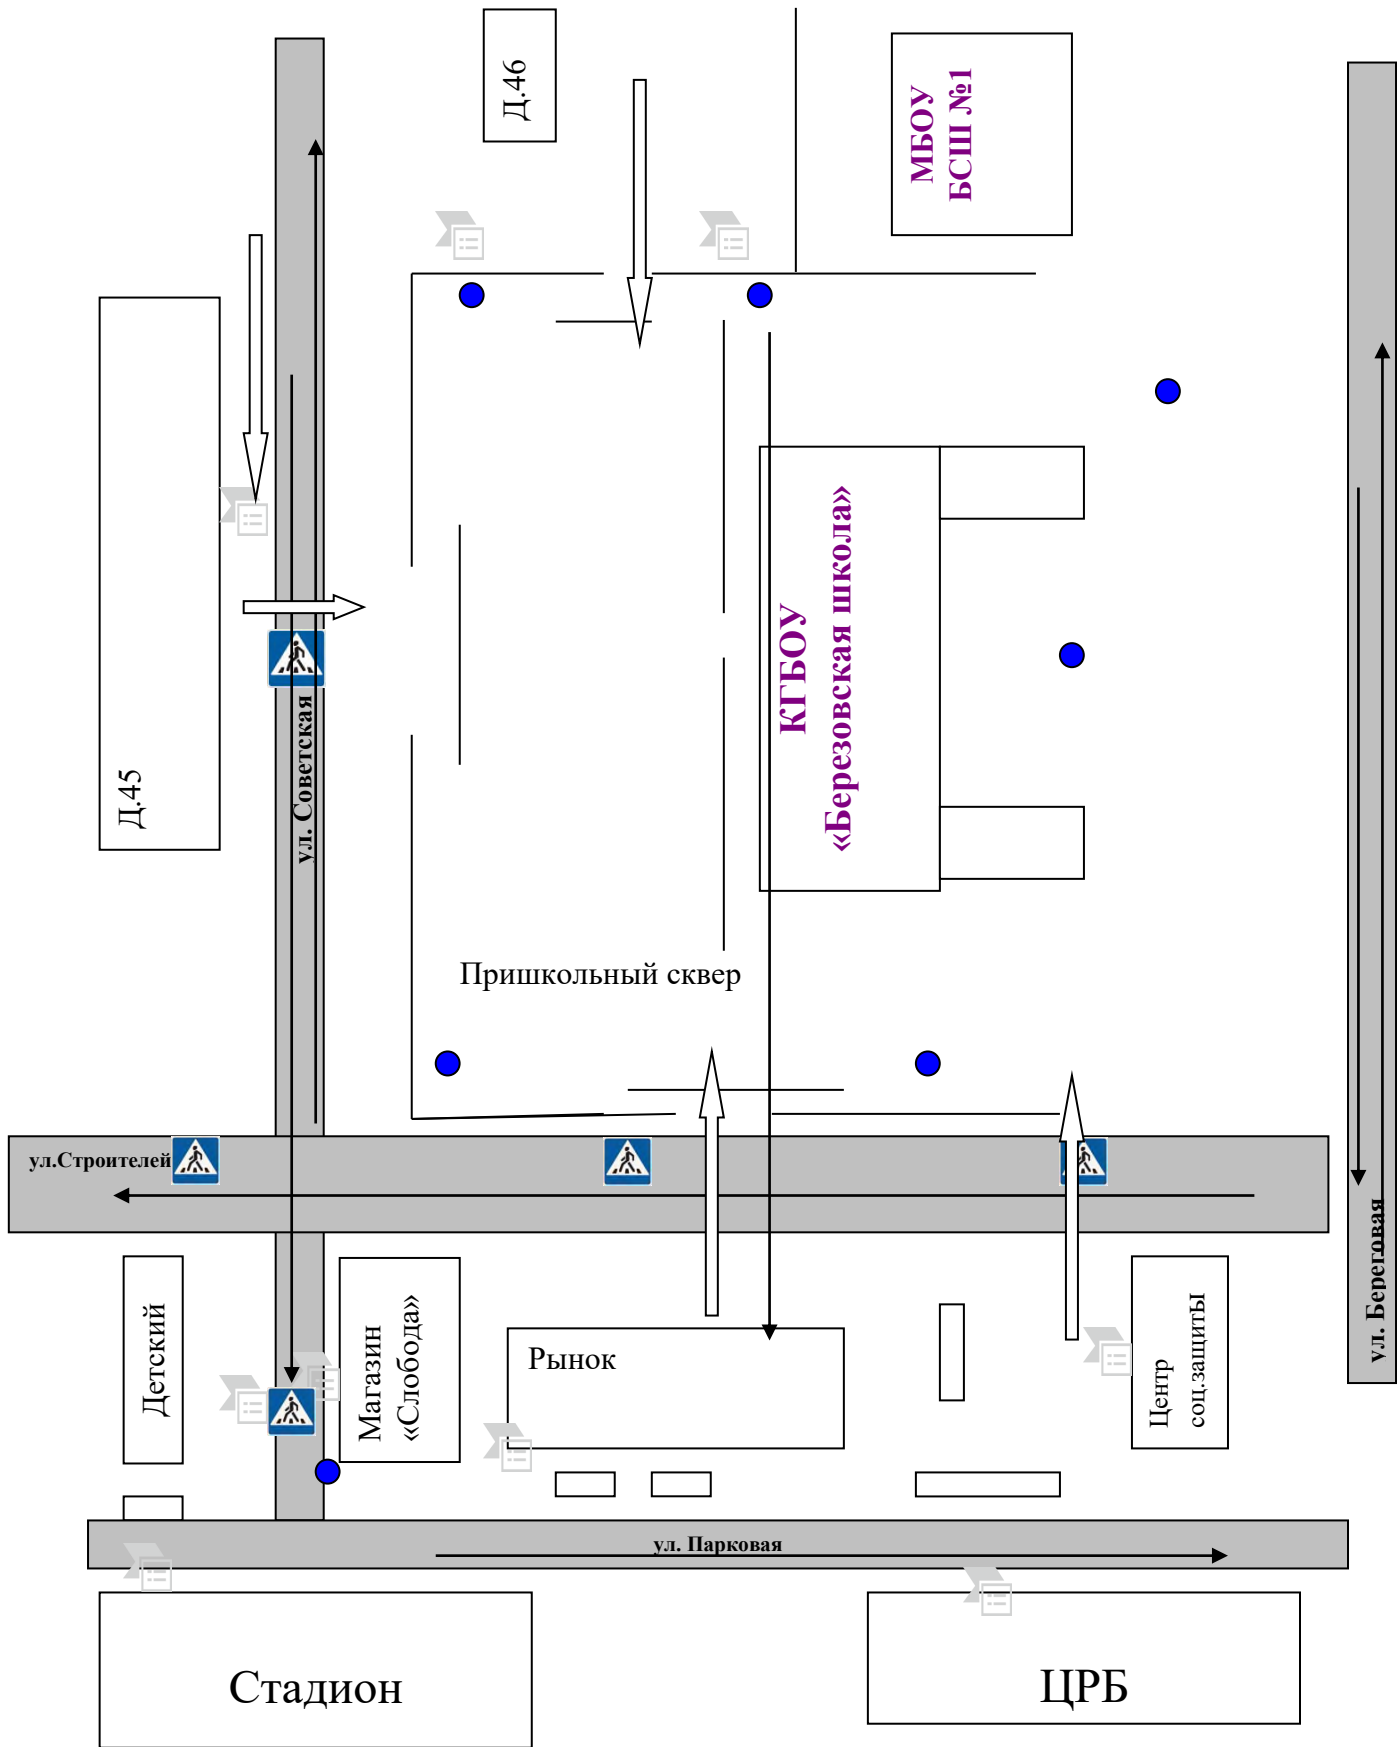 Д.46
МБОУ
БСШ №1
Д.45
ул. Советская
КГБОУ
«Березовская школа»
Пришкольный сквер
ул.Строителей
Детский
Магазин
«Слобода»
Рынок
Центр
соц.защиты
ул. Береговая
ул. Парковая
Стадион
ЦРБ